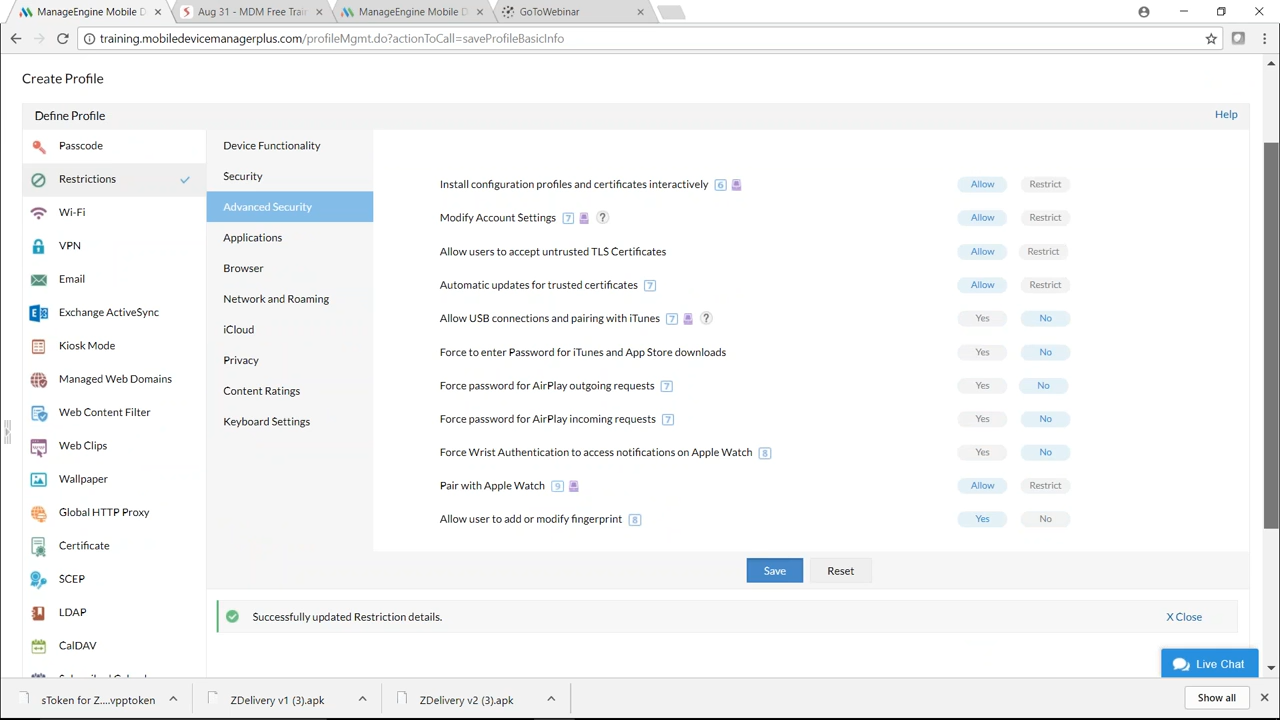 ManageEngine Mobile D
Aug 31 - MDM Free Train
ManageEngine Mobile D
GoToWebinar
training.mobiledevicemanagerplus.com/profileMgmt.do?actionToCall=saveProfileBasicInfo
Create Profile
Define Profile
Help
Passcode
Restrictions
Wi-Fi
VPN
Email
Exchange ActiveSync
Kiosk Mode
Managed Web Domains
Web Content Filter
Web Clips
Wallpaper
Global HTTP Proxy
Certificate
SCEP
LDAP
CalDAV
Device Functionality
Security
Advanced Security
Applications
Browser
Network and Roaming
iCloud
Privacy
Content Ratings
Keyboard Settings
Install configuration profiles and certificates interactively 6 Allow Restrict
Modify Account Settings 7 ? Allow Restrict
Allow users to accept untrusted TLS Certificates Allow Restrict
Automatic updates for trusted certificates 7 Allow Restrict
Allow USB connections and pairing with iTunes 7 ? Yes No
Force to enter Password for iTunes and App Store downloads Yes No
Force password for AirPlay outgoing requests 7 Yes No
Force password for AirPlay incoming requests 7 Yes No
Force Wrist Authentication to access notifications on Apple Watch 8 Yes No
Pair with Apple Watch 9 Allow Restrict
Allow user to add or modify fingerprint 8 Yes No
Save Reset
Successfully updated Restriction details. X Close
Live Chat
sToken for Z....vpptoken
ZDelivery v1 (3).apk
ZDelivery v2 (3).apk
Show all